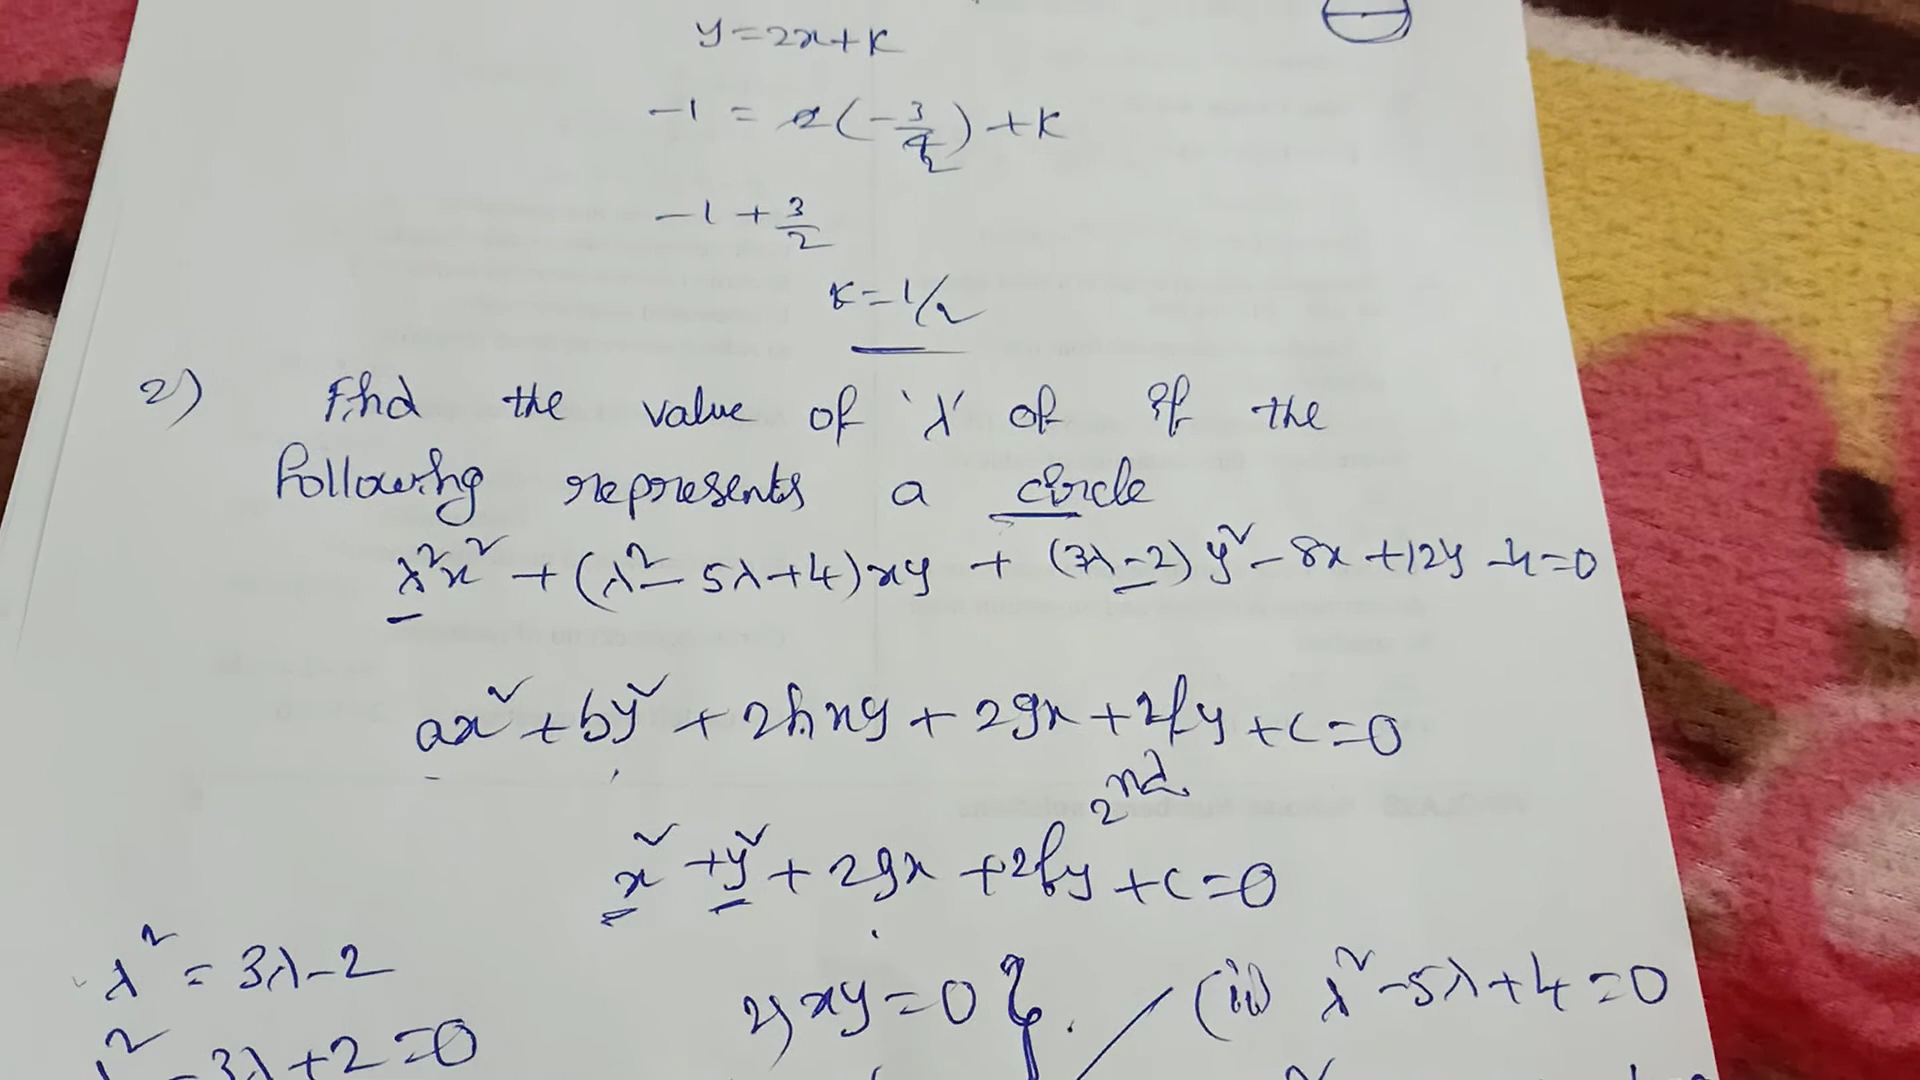 y=2x+k
-1 = 2(-3/4 2)+k
-1 + 3/2
k=1/2
2) Find the value of 'λ' of if the
following represents a circle
λ²x² + (λ²-5λ+4)xy + (3λ-2)y²-8x+12y-4=0
ax²+by²+2hxy+2gx+2fy+c=0
2nd
x²+y²+2gx+2fy+c=0
λ²=3λ-2
2) xy=0}. (ii) λ²-5λ+4=0
λ²-3λ+2=0